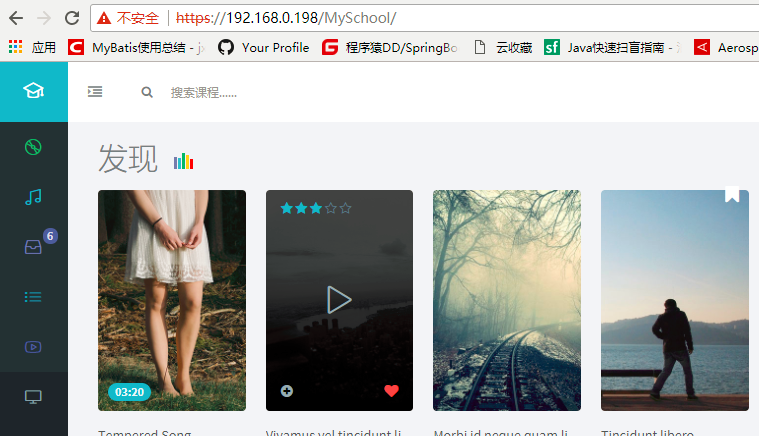 不安全 https://192.168.0.198/MySchool/
应用 MyBatis使用总结 - Your Profile 程序猿DD/SpringBo 云收藏 sf Java快速扫盲指南 - Aerosp
搜索课程......
发现
6
03:20
Tempered Song
Vivamus vel tincidunt li
Morbi id neque quam li
Tincidunt libero